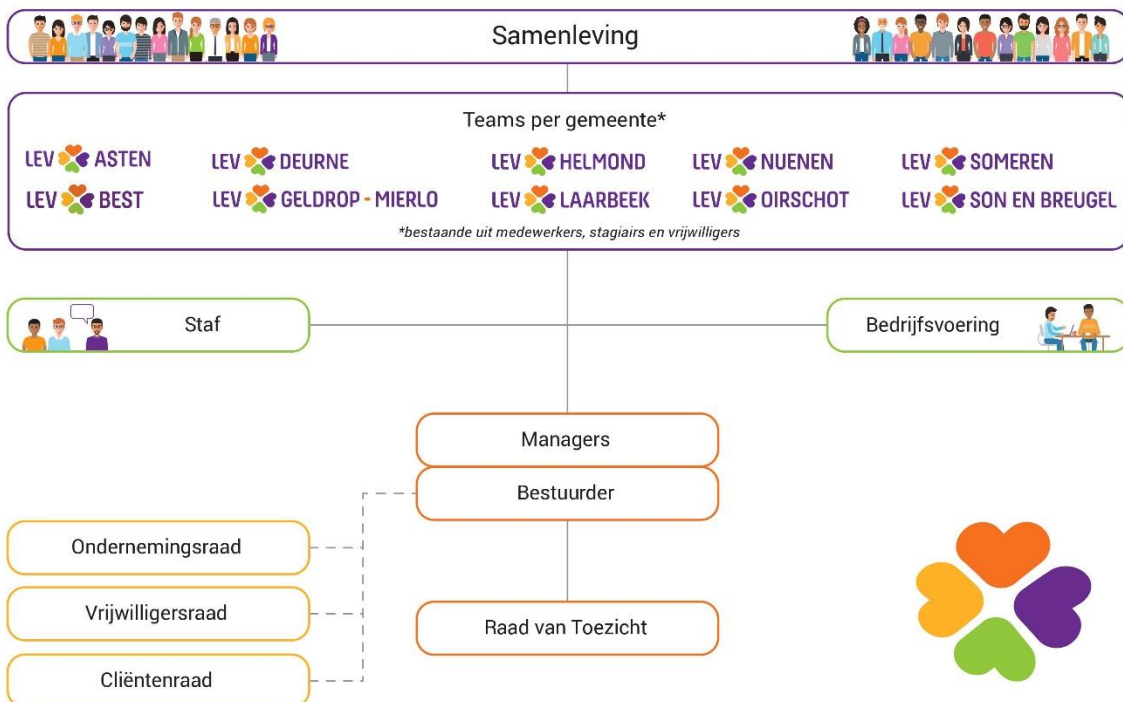 Samenleving
Teams per gemeente*
LEV ASTEN
LEV DEURNE
LEV HELMOND
LEV NUENEN
LEV SOMEREN
LEV BEST
LEV GELDROP - MIERLO
LEV LAARBEEK
LEV OIRSCHOT
LEV SON EN BREUGEL
*bestaande uit medewerkers, stagiairs en vrijwilligers
Staf
Bedrijfsvoering
Managers
Bestuurder
Ondernemingsraad
Vrijwilligersraad
Raad van Toezicht
Cliëntenraad